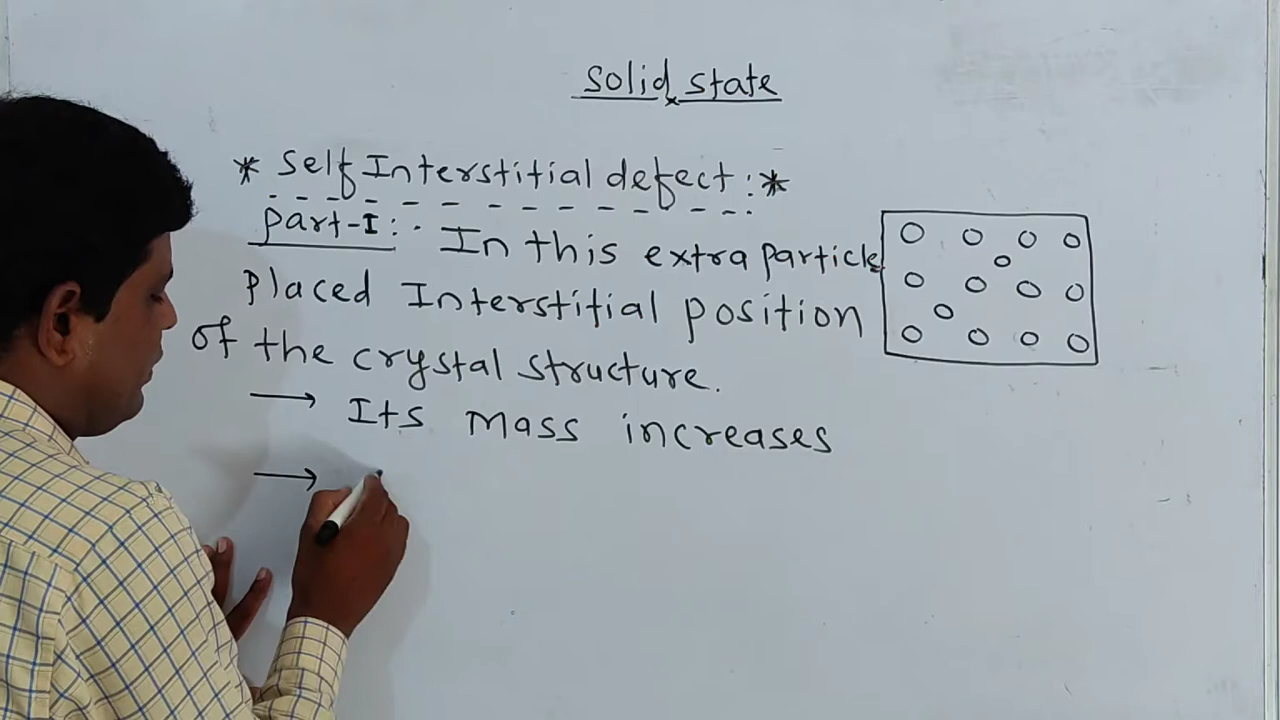 Solid state
* Self Interstitial defect : *
part-I : - In this extra particle
placed Interstitial position
of the crystal structure.
→ Its Mass increases
→